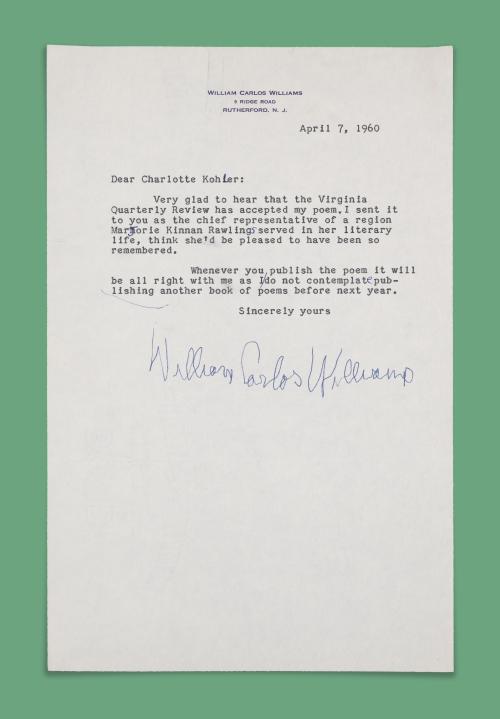 WILLIAM CARLOS WILLIAMS
9 RIDGE ROAD
RUTHERFORD, N. J.
April 7, 1960
Dear Charlotte Kohler:
Very glad to hear that the Virginia
Quarterly Review has accepted my poem.I sent it
to you as the chief representative of a region
Marjorie Kinnan Rawlings served in her literary
life, think she'd be pleased to have been so
remembered.
Whenever you publish the poem it will
be all right with me as I/do not contemplate pub-
lishing another book of poems before next year.
Sincerely yours
William Carlos Williams